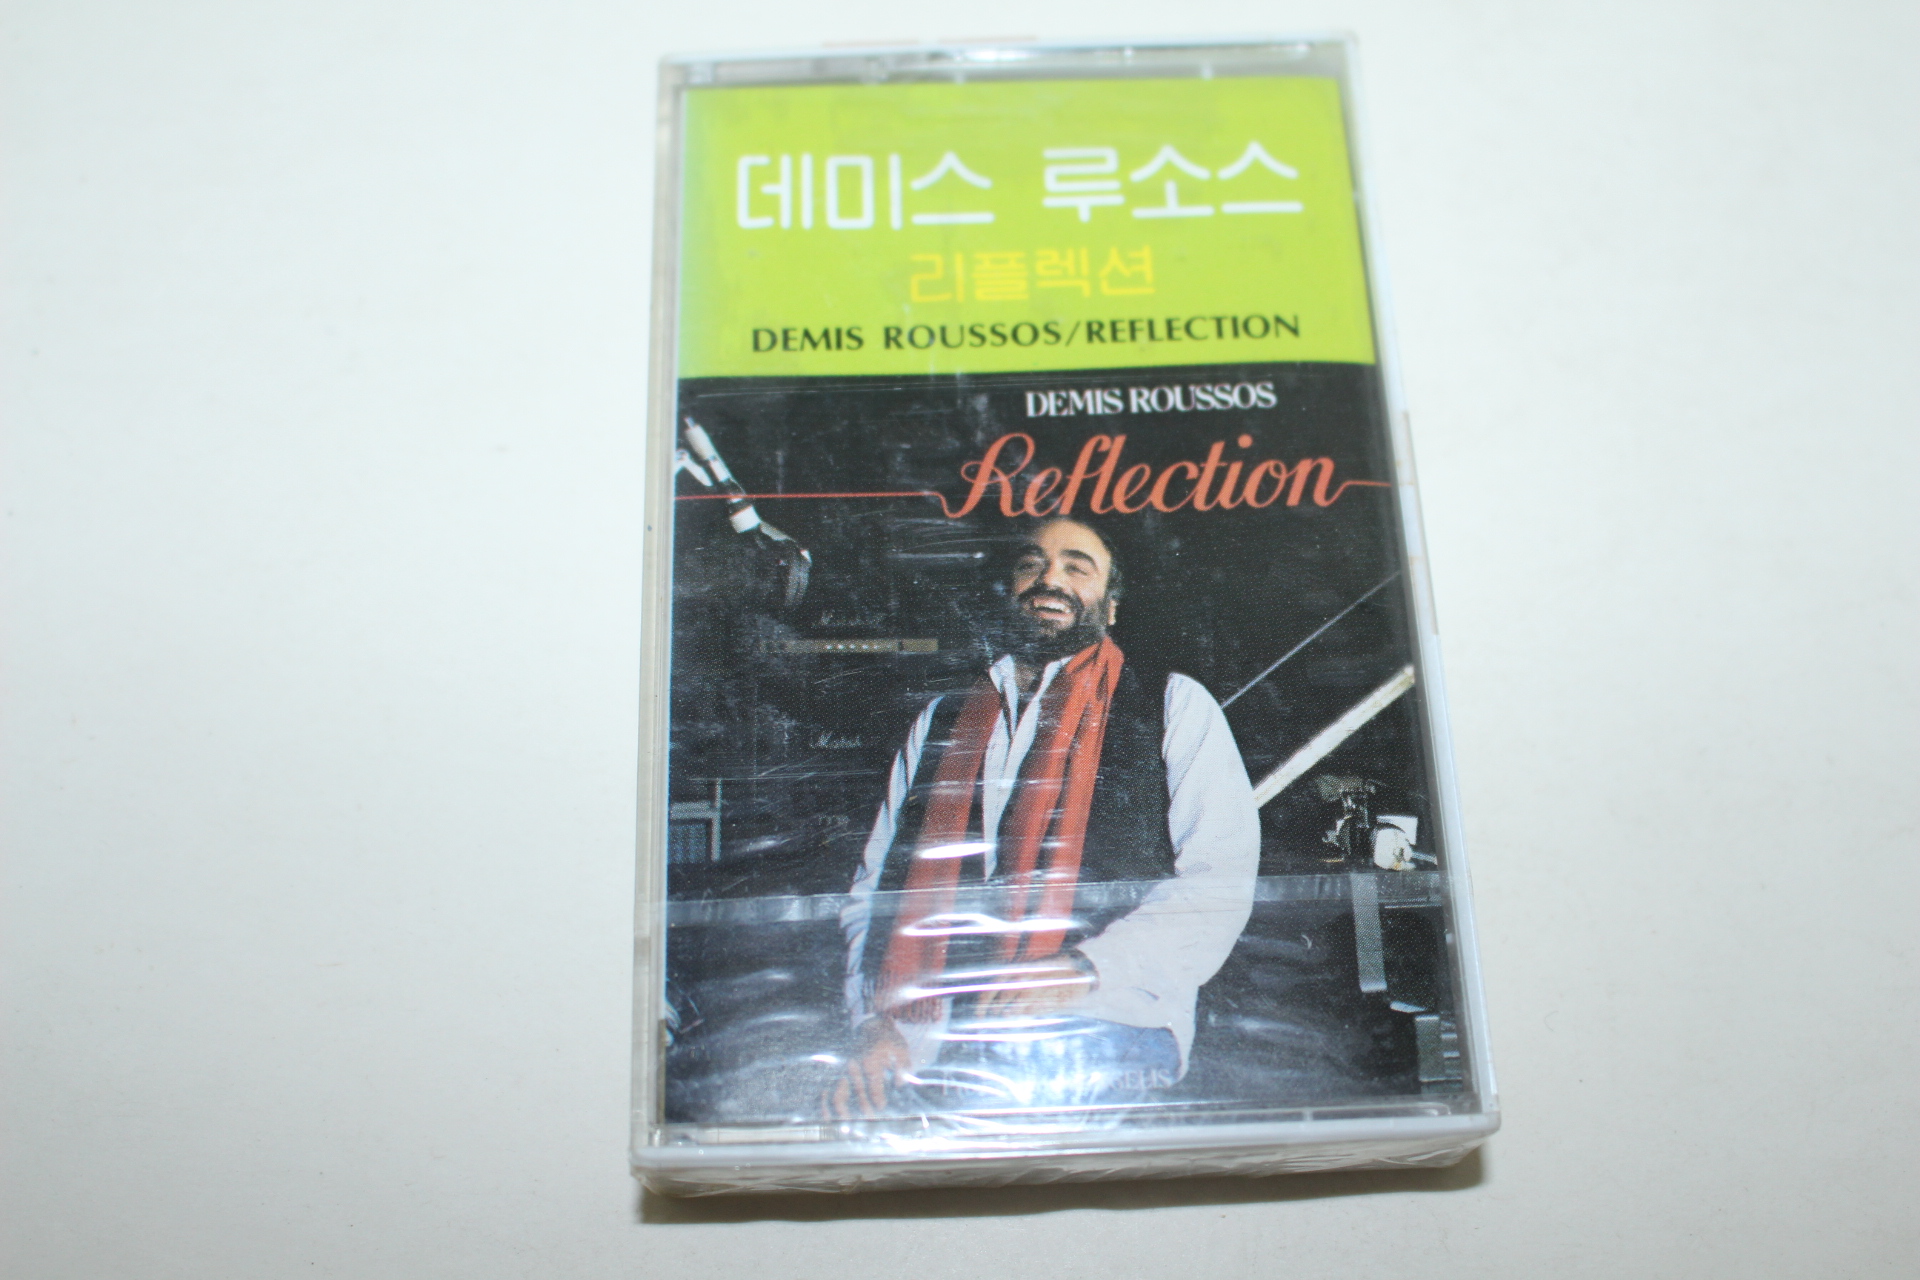 데미스 루소스
리플렉션
DEMIS ROUSSOS/REFLECTION
DEMIS ROUSSOS
Reflection